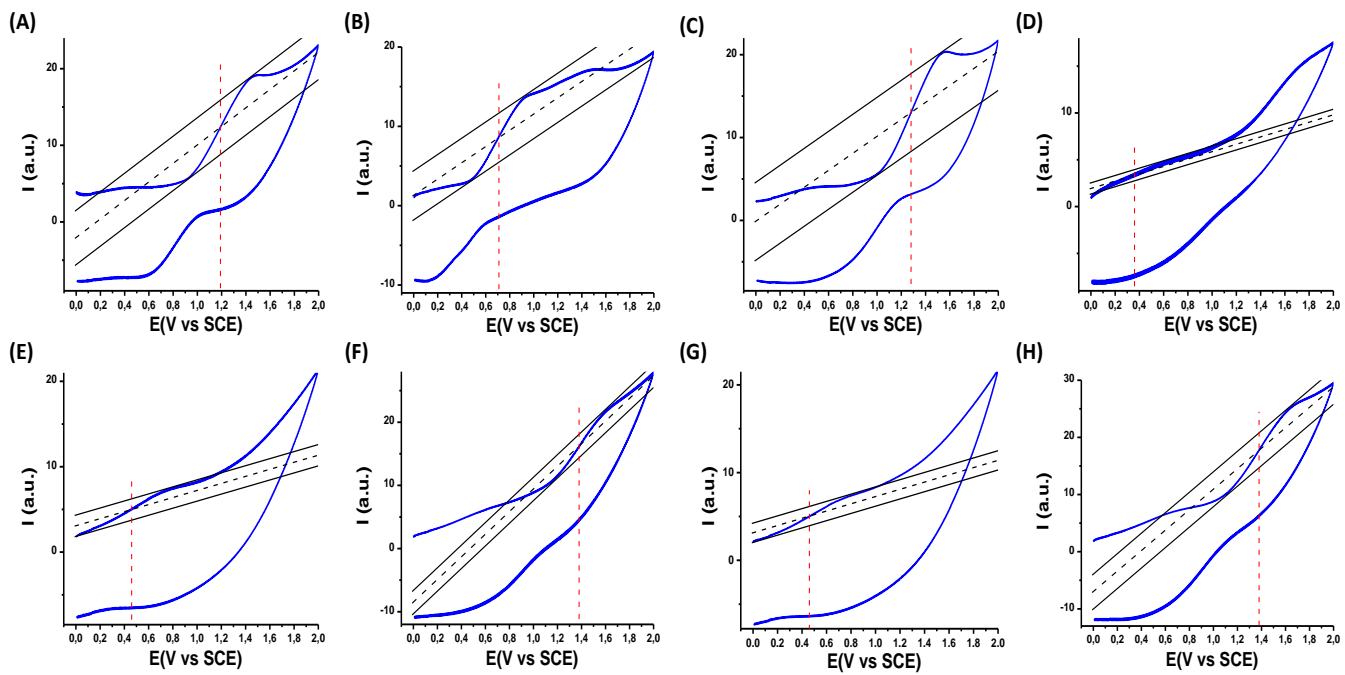 (A)
I (a.u.)
20
10
0
0,0 0,2 0,4 0,6 0,8 1,0 1,2 1,4 1,6 1,8 2,0
E(V vs SCE)
(B)
I (a.u.)
20
10
0
-10
0,0 0,2 0,4 0,6 0,8 1,0 1,2 1,4 1,6 1,8 2,0
E(V vs SCE)
(C)
I (a.u.)
20
10
0
0,0 0,2 0,4 0,6 0,8 1,0 1,2 1,4 1,6 1,8 2,0
E(V vs SCE)
(D)
I (a.u.)
10
0,0 0,2 0,4 0,6 0,8 1,0 1,2 1,4 1,6 1,8 2,0
E(V vs SCE)
(E)
I (a.u.)
20
10
0
0,0 0,2 0,4 0,6 0,8 1,0 1,2 1,4 1,6 1,8 2,0
E(V vs SCE)
(F)
I (a.u.)
20
10
0
-10
0,0 0,2 0,4 0,6 0,8 1,0 1,2 1,4 1,6 1,8 2,0
E(V vs SCE)
(G)
I (a.u.)
20
10
0
0,0 0,2 0,4 0,6 0,8 1,0 1,2 1,4 1,6 1,8 2,0
E(V vs SCE)
(H)
I (a.u.)
30
20
10
0
-10
0,0 0,2 0,4 0,6 0,8 1,0 1,2 1,4 1,6 1,8 2,0
E(V vs SCE)